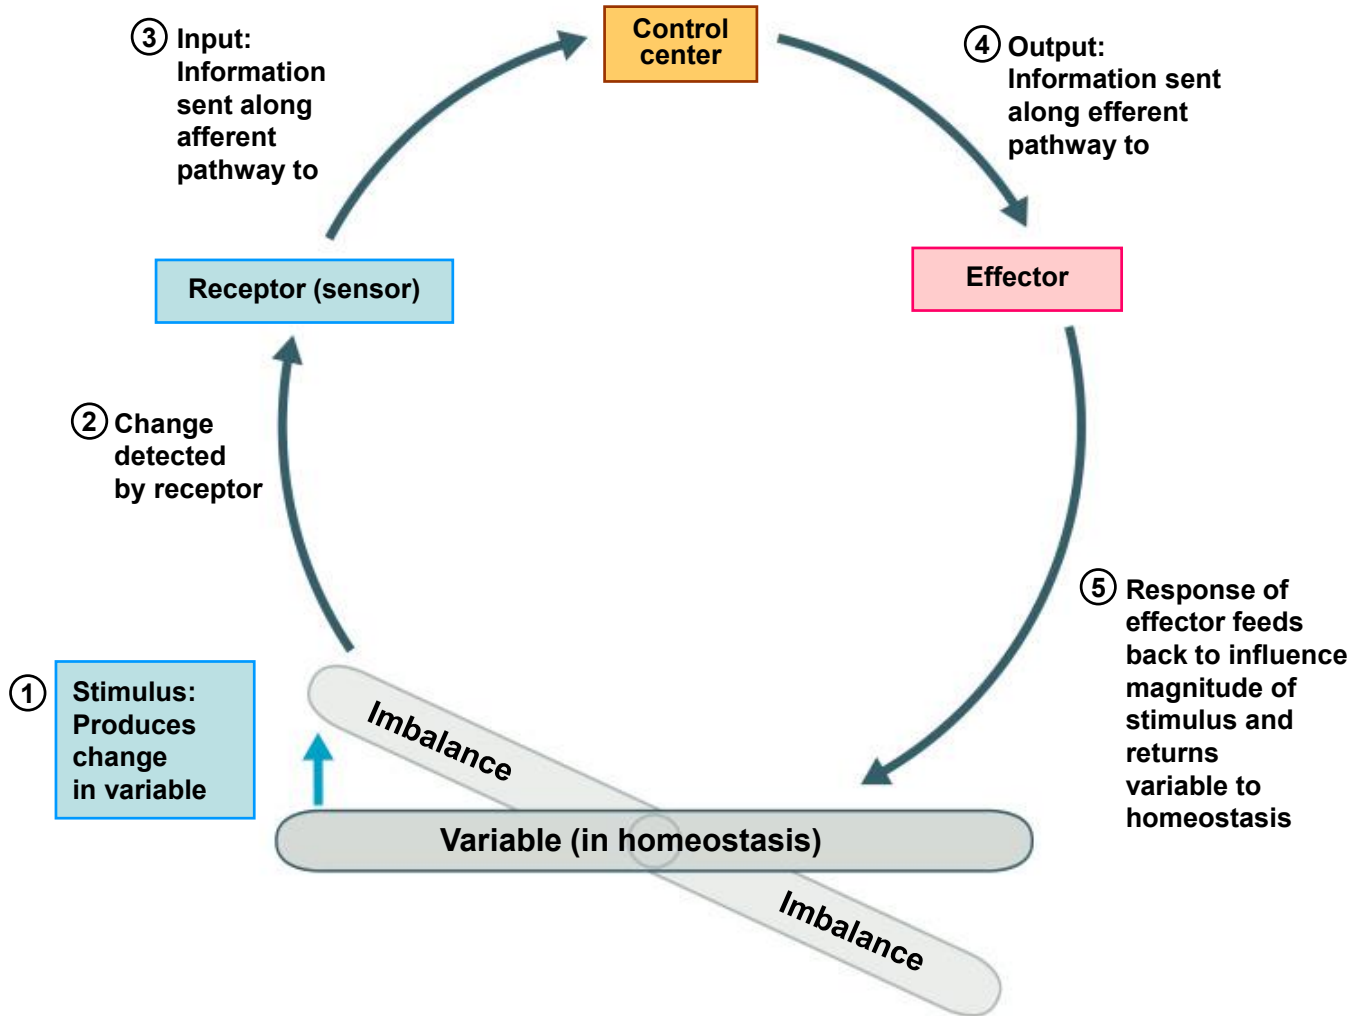 ③ Input:
Information
sent along
afferent
pathway to
Control
center
④ Output:
Information sent
along efferent
pathway to
Receptor (sensor)
Effector
② Change
detected
by receptor
① Stimulus:
Produces
change
in variable
Imbalance
Variable (in homeostasis)
Imbalance
⑤ Response of
effector feeds
back to influence
magnitude of
stimulus and
returns
variable to
homeostasis